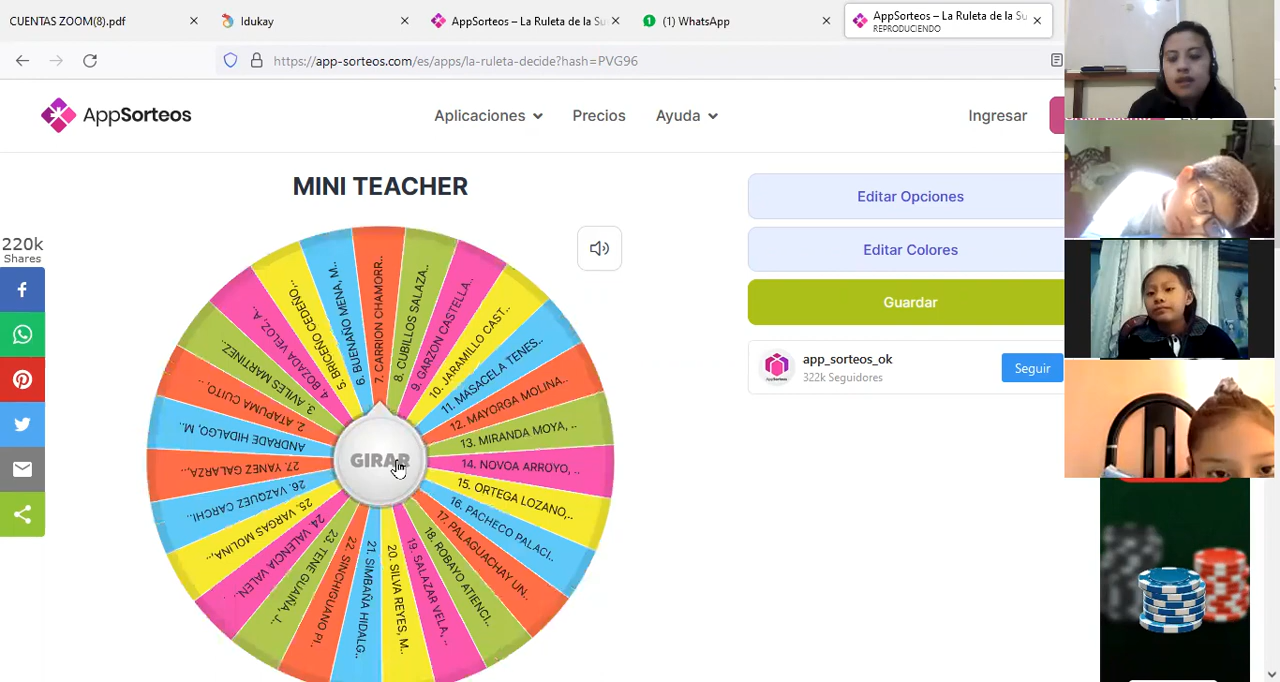 CUENTAS ZOOM(8).pdf
Idukay
AppSorteos – La Ruleta de la Su
(1) WhatsApp
AppSorteos – La Ruleta de la Su
REPRODUCIENDO
https://app-sorteos.com/es/apps/la-ruleta-decide?hash=PVG96
AppSorteos
Aplicaciones
Precios
Ayuda
Ingresar
MINI TEACHER
220k
Shares
Editar Opciones
Editar Colores
Guardar
app_sorteos_ok
322k Seguidores
Seguir
GIRAR
ANDRADE HIDALGO, M..
2. ATAPUMA CUITO ..
3. AVILES MARTINEZ
4. BOZADA VELOZ, A
5. BRICEÑO CEDEÑO,
6. BUENAÑO MENA M..
7. CARRION CHAMORR..
8. CUBILLOS SALAZA..
9. GARZON CASTELLA..
10. JARAMILLO CAST..
11. MASACELA TENES..
12. MAYORGA MOLINA..
13. MIRANDA MOYA, ..
14. NOVOA ARROYO, ..
15. ORTEGA LOZANO,..
16. PACHECO PALACI..
17. PALAGUACHAY UN..
18. ROBAYO ATIENCI..
19. SALAZAR VELA, ..
20. SILVA REYES, M..
21. SIMBAÑA HIDALG..
22. SINCHIGUANO PI..
23. TENE GUAIÑA, J..
24. VALENCIA VALEN..
25. VARGAS MOLINA,..
26. VAZQUEZ CARCHI..
27. YANEZ GALARZA,..